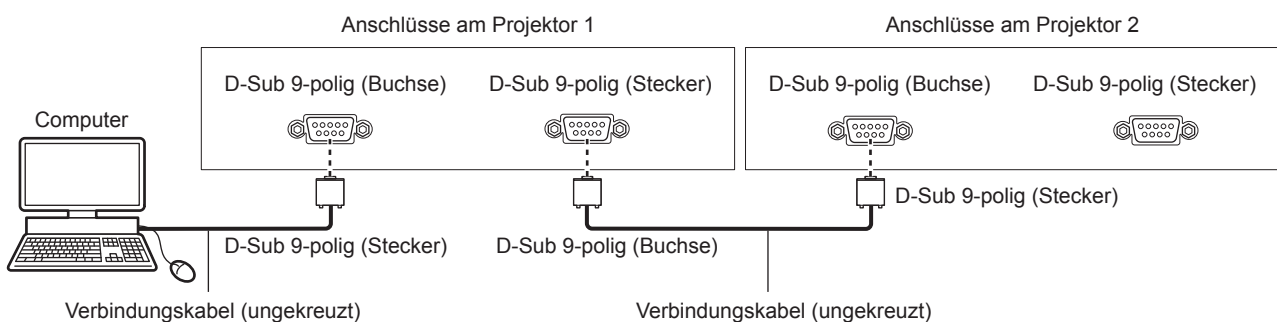 Anschlüsse am Projektor 1
Anschlüsse am Projektor 2
D-Sub 9-polig (Buchse)
D-Sub 9-polig (Stecker)
D-Sub 9-polig (Buchse)
D-Sub 9-polig (Stecker)
Computer
D-Sub 9-polig (Stecker)
D-Sub 9-polig (Stecker)
D-Sub 9-polig (Buchse)
Verbindungskabel (ungekreuzt)
Verbindungskabel (ungekreuzt)